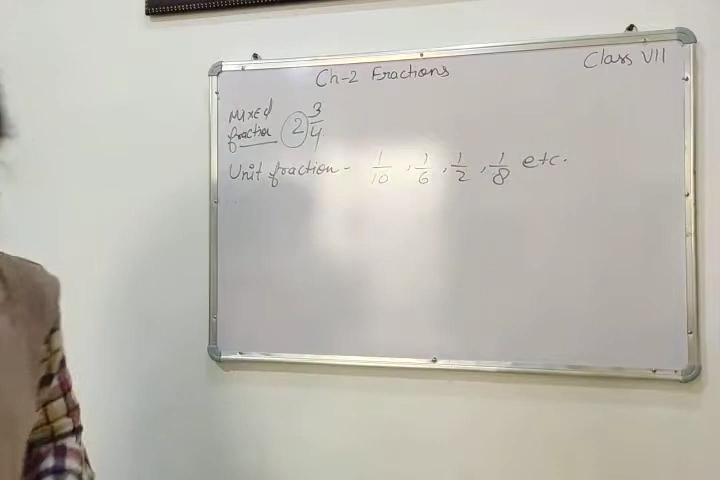 Ch-2 Fractions
Class VII
Mixed
fraction 2 3/4
Unit fraction - 1/10, 1/6, 1/2, 1/8 etc.